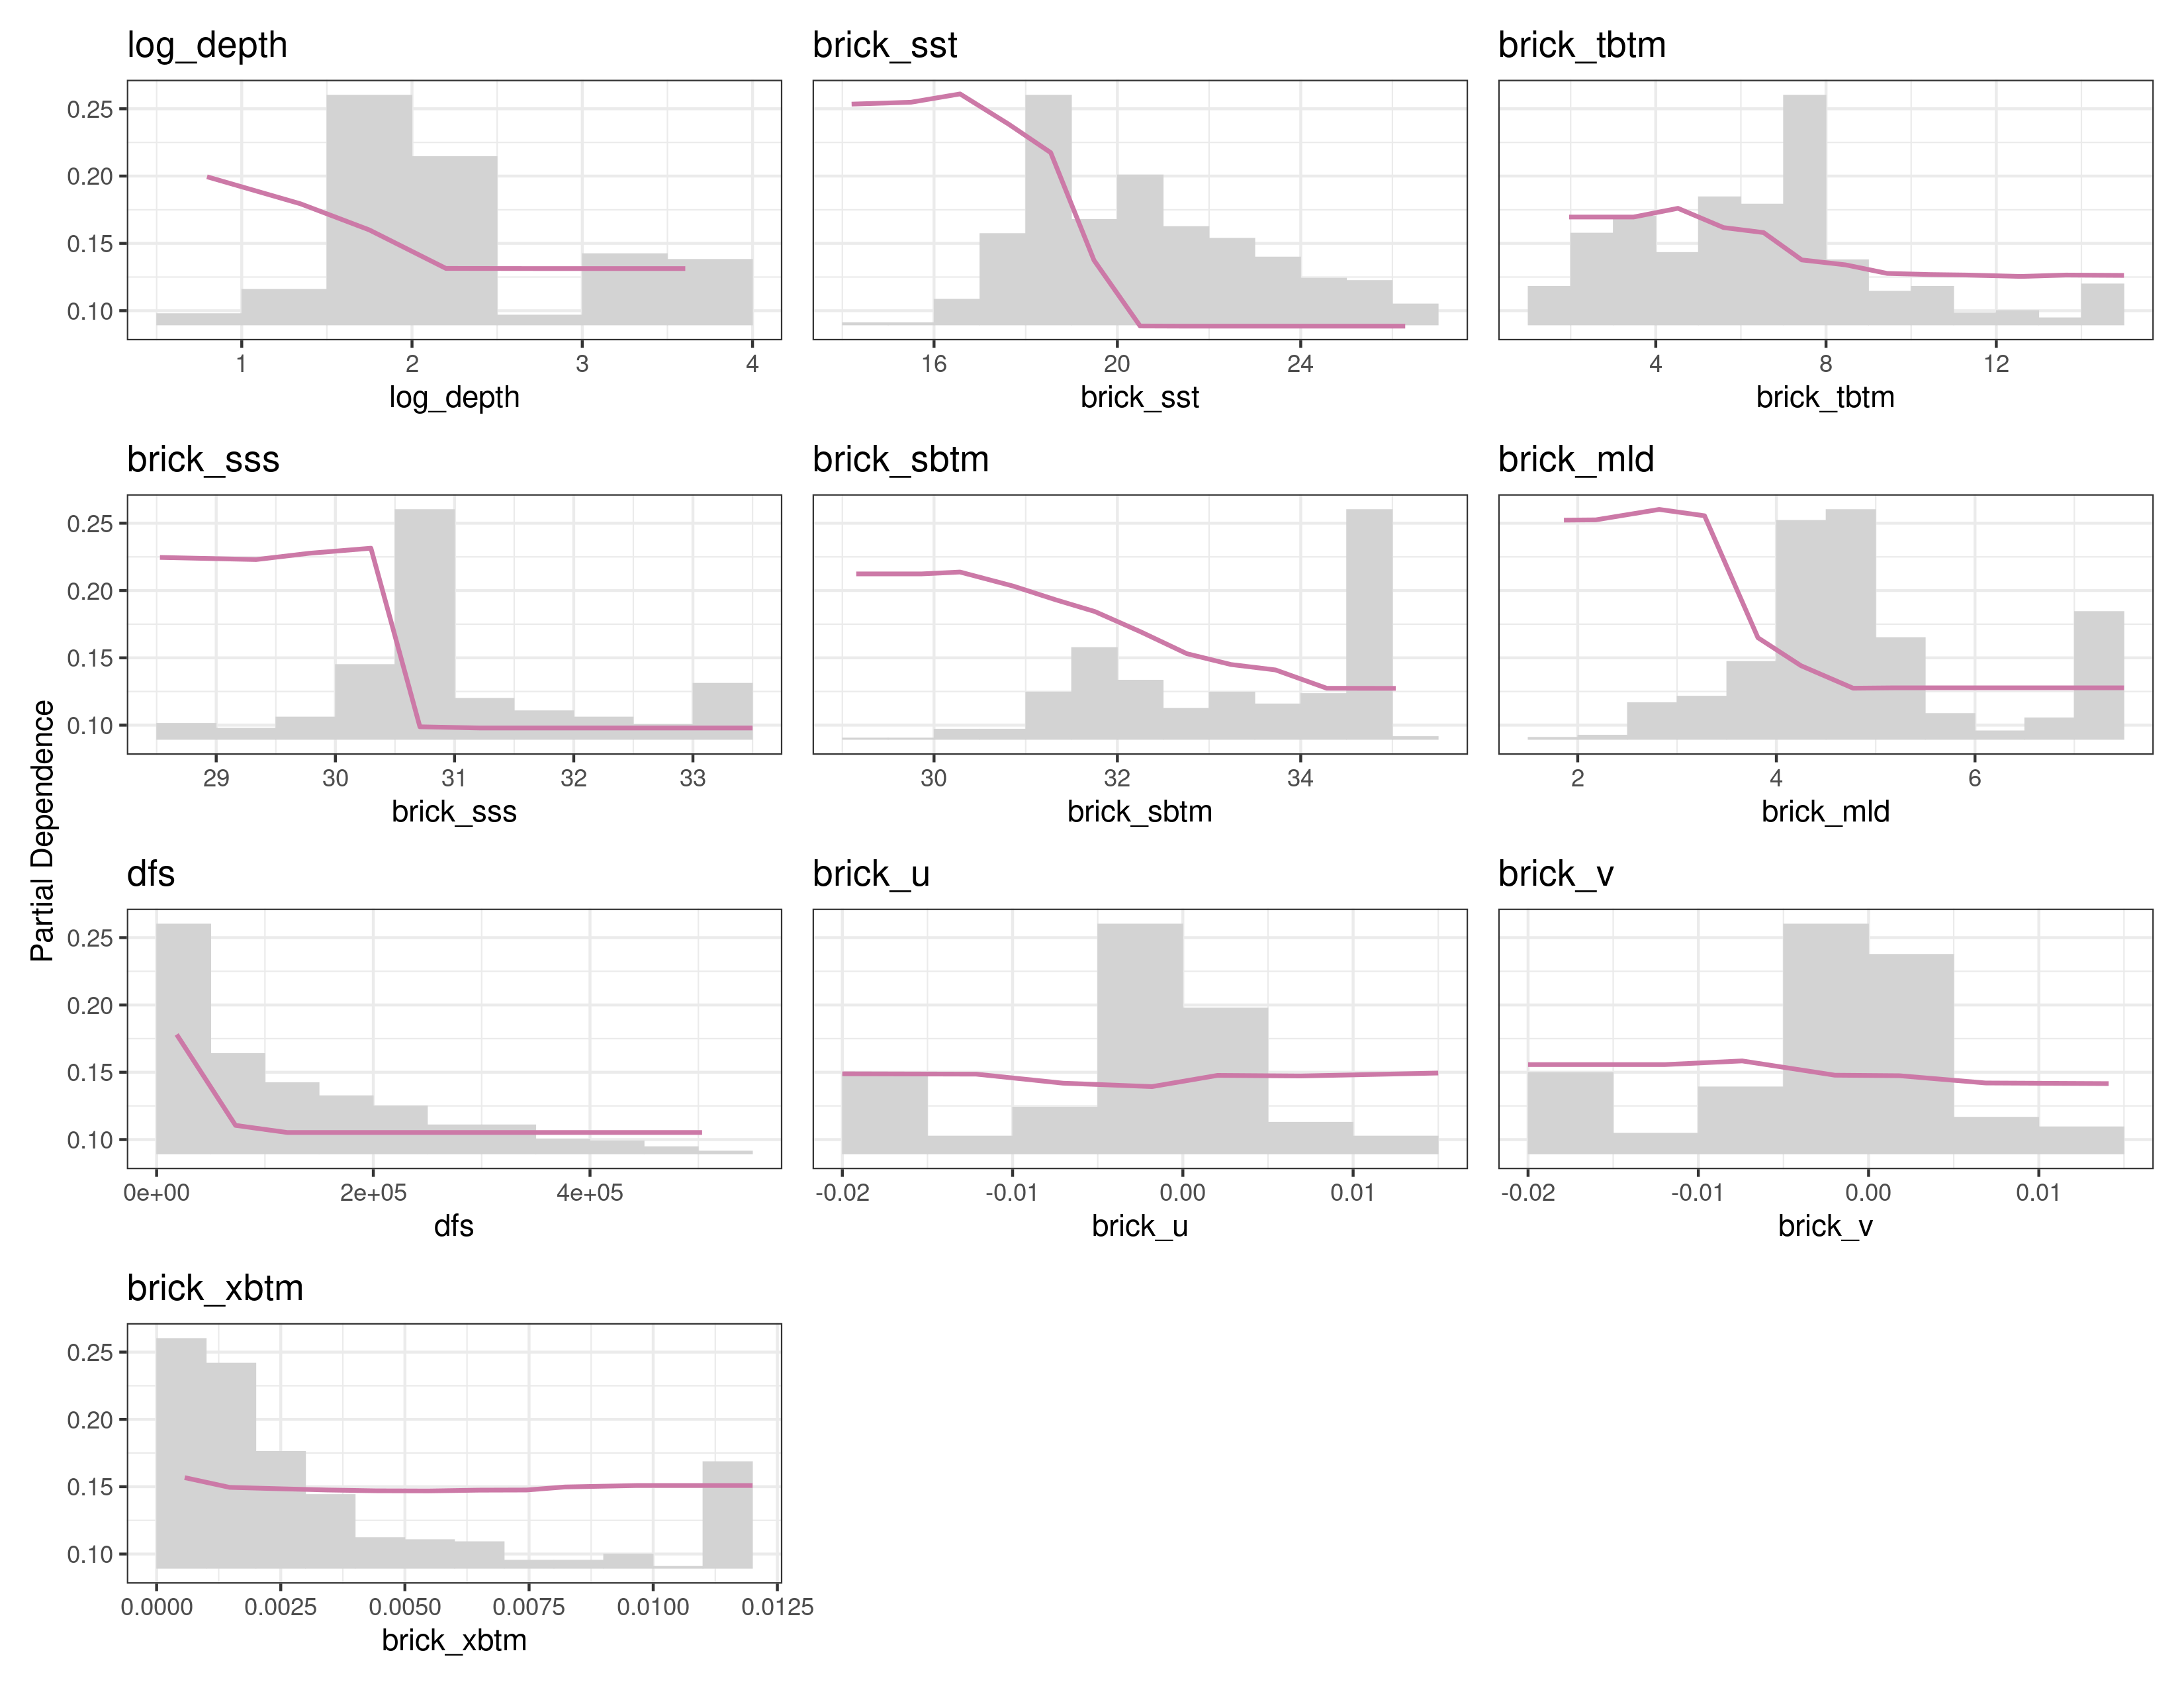 log_depth
brick_sst
brick_tbtm
0.25
0.20
0.15
0.10
1 2 3 4
16 20 24
4 8 12
log_depth
brick_sst
brick_tbtm
brick_sss
brick_sbtm
brick_mld
0.25
0.20
0.15
0.10
29 30 31 32 33
30 32 34
2 4 6
brick_sss
brick_sbtm
brick_mld
Partial Dependence
dfs
brick_u
brick_v
0.25
0.20
0.15
0.10
0e+00 2e+05 4e+05
-0.02 -0.01 0.00 0.01
-0.02 -0.01 0.00 0.01
dfs
brick_u
brick_v
brick_xbtm
0.25
0.20
0.15
0.10
0.0000 0.0025 0.0050 0.0075 0.0100 0.0125
brick_xbtm